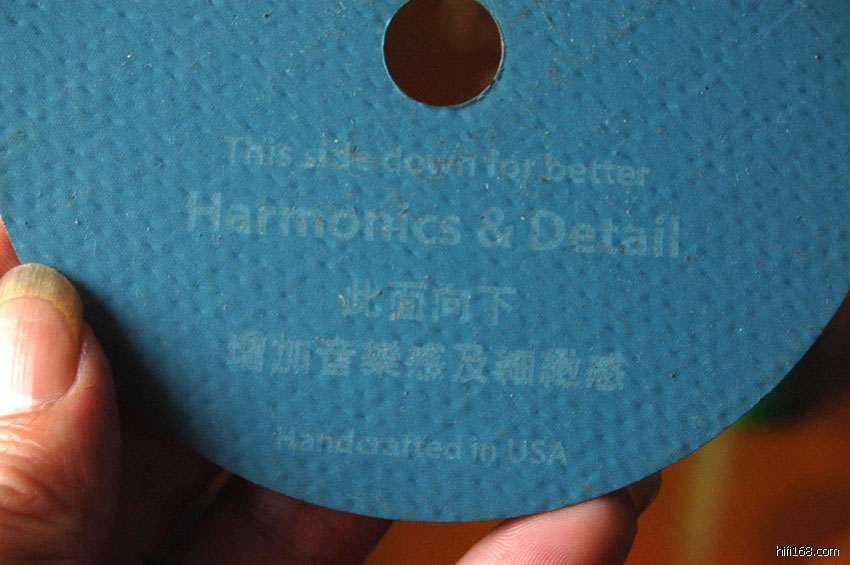 This side down for better
Harmonics & Detail
此面向下
增加音樂感及細緻感
Handcrafted in USA
hifi168.com